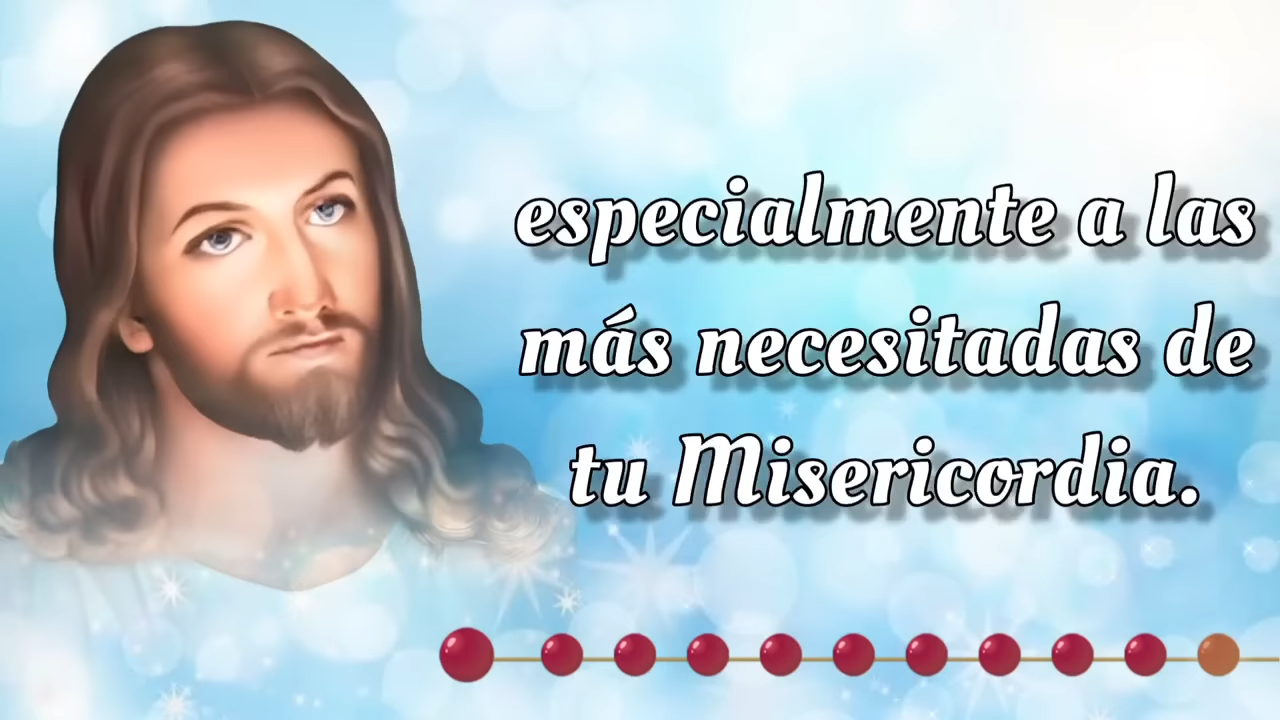 especialmente a las
más necesitadas de
tu Misericordia.